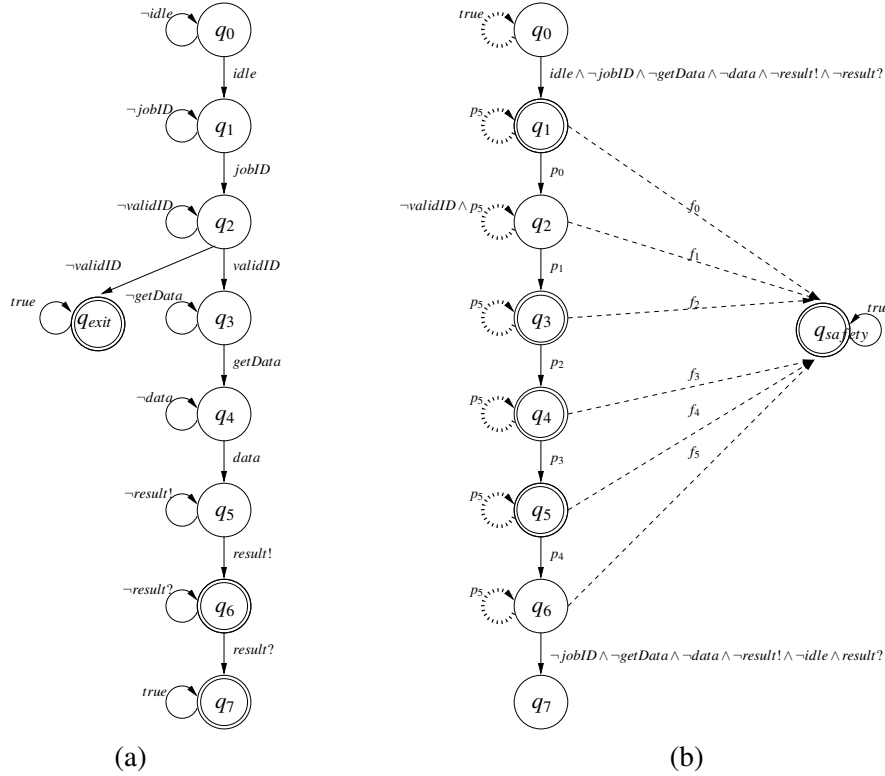 ¬idle
q0
idle
¬jobID
q1
jobID
¬validID
q2
¬validID
validID
true
qexit
¬getData
q3
getData
¬data
q4
data
¬result!
q5
result!
¬result?
q6
result?
true
q7
(a)
true
q0
idle ∧ ¬jobID ∧ ¬getData ∧ ¬data ∧ ¬result! ∧ ¬result?
p5
q1
p0
f0
¬validID ∧ p5
q2
p1
f1
p5
q3
p2
f2
true
qsafety
p5
q4
p3
f3
p5
q5
p4
f4
p5
q6
f5
¬jobID ∧ ¬getData ∧ ¬data ∧ ¬result! ∧ ¬idle ∧ result?
q7
(b)